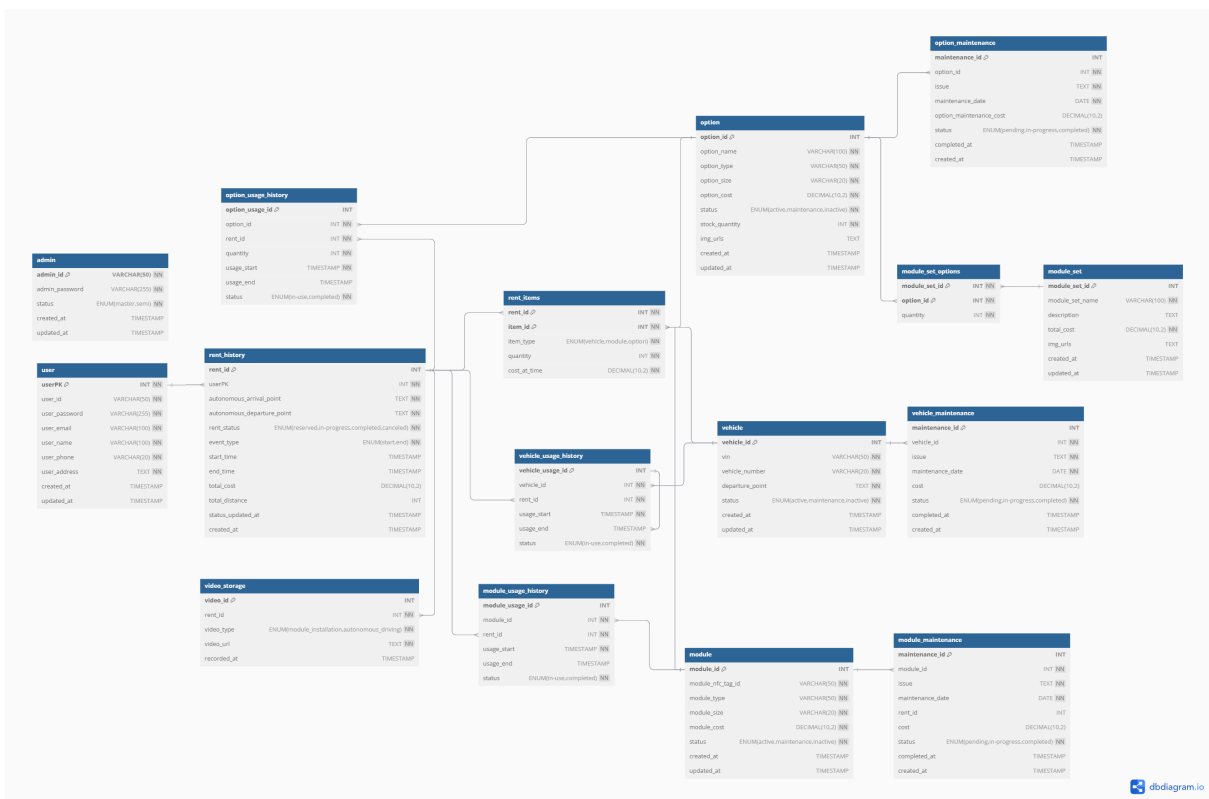 option_maintenance
maintenance_id INT
option_id INT NN
issue TEXT NN
maintenance_date DATE NN
option_maintenance_cost DECIMAL(10,2)
status ENUM(pending,in-progress,completed) NN
completed_at TIMESTAMP
created_at TIMESTAMP
option
option_id INT
option_name VARCHAR(100) NN
option_type VARCHAR(50) NN
option_size VARCHAR(20) NN
option_cost DECIMAL(10,2) NN
status ENUM(active,maintenance,inactive) NN
stock_quantity INT NN
img_urls TEXT
created_at TIMESTAMP
updated_at TIMESTAMP
option_usage_history
option_usage_id INT
option_id INT NN
rent_id INT NN
quantity INT NN
usage_start TIMESTAMP NN
usage_end TIMESTAMP
status ENUM(in-use,completed) NN
admin
admin_id VARCHAR(50) NN
admin_password VARCHAR(255) NN
status ENUM(master,semi) NN
created_at TIMESTAMP
updated_at TIMESTAMP
module_set_options
module_set_id INT NN
option_id INT NN
quantity INT NN
module_set
module_set_id INT NN
module_set_name VARCHAR(100) NN
description TEXT
total_cost DECIMAL(10,2) NN
img_urls TEXT
created_at TIMESTAMP
updated_at TIMESTAMP
rent_items
rent_id INT NN
item_id INT NN
item_type ENUM(vehicle,module,option) NN
quantity INT NN
cost_at_time DECIMAL(10,2) NN
user
userPK INT NN
user_id VARCHAR(50) NN
user_password VARCHAR(255) NN
user_email VARCHAR(100) NN
user_name VARCHAR(100) NN
user_phone VARCHAR(20) NN
user_address TEXT NN
created_at TIMESTAMP
updated_at TIMESTAMP
rent_history
rent_id INT
userPK INT NN
autonomous_arrival_point TEXT NN
autonomous_departure_point TEXT NN
rent_status ENUM(reserved,in-progress,completed,canceled) NN
event_type ENUM(start,end) NN
start_time TIMESTAMP
end_time TIMESTAMP
total_cost DECIMAL(10,2)
total_distance INT
status_updated_at TIMESTAMP
created_at TIMESTAMP
vehicle_usage_history
vehicle_usage_id INT
vehicle_id INT NN
rent_id INT NN
usage_start TIMESTAMP NN
usage_end TIMESTAMP
status ENUM(in-use,completed) NN
vehicle
vehicle_id INT
vin VARCHAR(50) NN
vehicle_number VARCHAR(20) NN
departure_point TEXT NN
status ENUM(active,maintenance,inactive) NN
created_at TIMESTAMP
updated_at TIMESTAMP
vehicle_maintenance
maintenance_id INT
vehicle_id INT NN
issue TEXT NN
maintenance_date DATE NN
cost DECIMAL(10,2)
status ENUM(pending,in-progress,completed) NN
completed_at TIMESTAMP
created_at TIMESTAMP
video_storage
video_id INT
rent_id INT NN
video_type ENUM(module_installation,autonomous_driving) NN
video_url TEXT NN
recorded_at TIMESTAMP
module_usage_history
module_usage_id INT
module_id INT NN
rent_id INT NN
usage_start TIMESTAMP NN
usage_end TIMESTAMP
status ENUM(in-use,completed) NN
module
module_id INT
module_nfc_tag_id VARCHAR(50) NN
module_type VARCHAR(50) NN
module_size VARCHAR(20) NN
module_cost DECIMAL(10,2) NN
status ENUM(active,maintenance,inactive) NN
created_at TIMESTAMP
updated_at TIMESTAMP
module_maintenance
maintenance_id INT
module_id INT NN
issue TEXT NN
maintenance_date DATE NN
rent_id INT
cost DECIMAL(10,2)
status ENUM(pending,in-progress,completed) NN
completed_at TIMESTAMP
created_at TIMESTAMP
dbdiagram.io